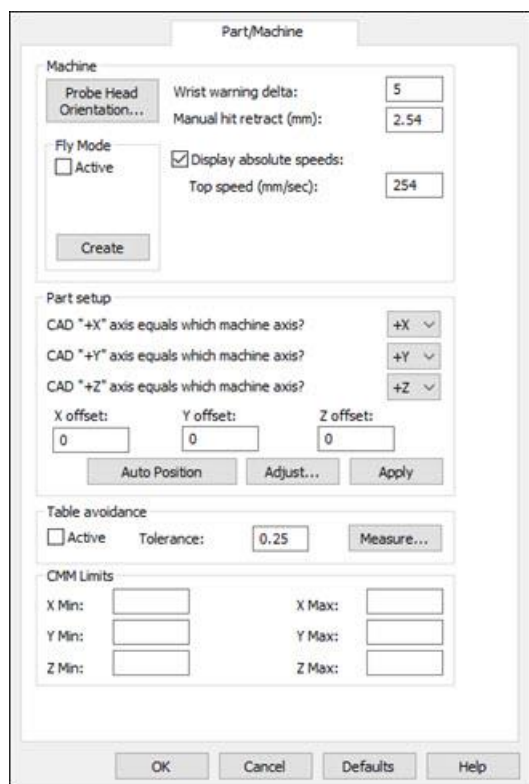 Part/Machine
Machine
Probe Head
Orientation...
Wrist warning delta:
5
Manual hit retract (mm):
2.54
Fly Mode
Active
Display absolute speeds:
Top speed (mm/sec):
254
Create
Part setup
CAD "+X" axis equals which machine axis?
+X
CAD "+Y" axis equals which machine axis?
+Y
CAD "+Z" axis equals which machine axis?
+Z
X offset:
Y offset:
Z offset:
0
0
0
Auto Position
Adjust...
Apply
Table avoidance
Active
Tolerance:
0.25
Measure...
CMM Limits
X Min:
X Max:
Y Min:
Y Max:
Z Min:
Z Max:
OK
Cancel
Defaults
Help